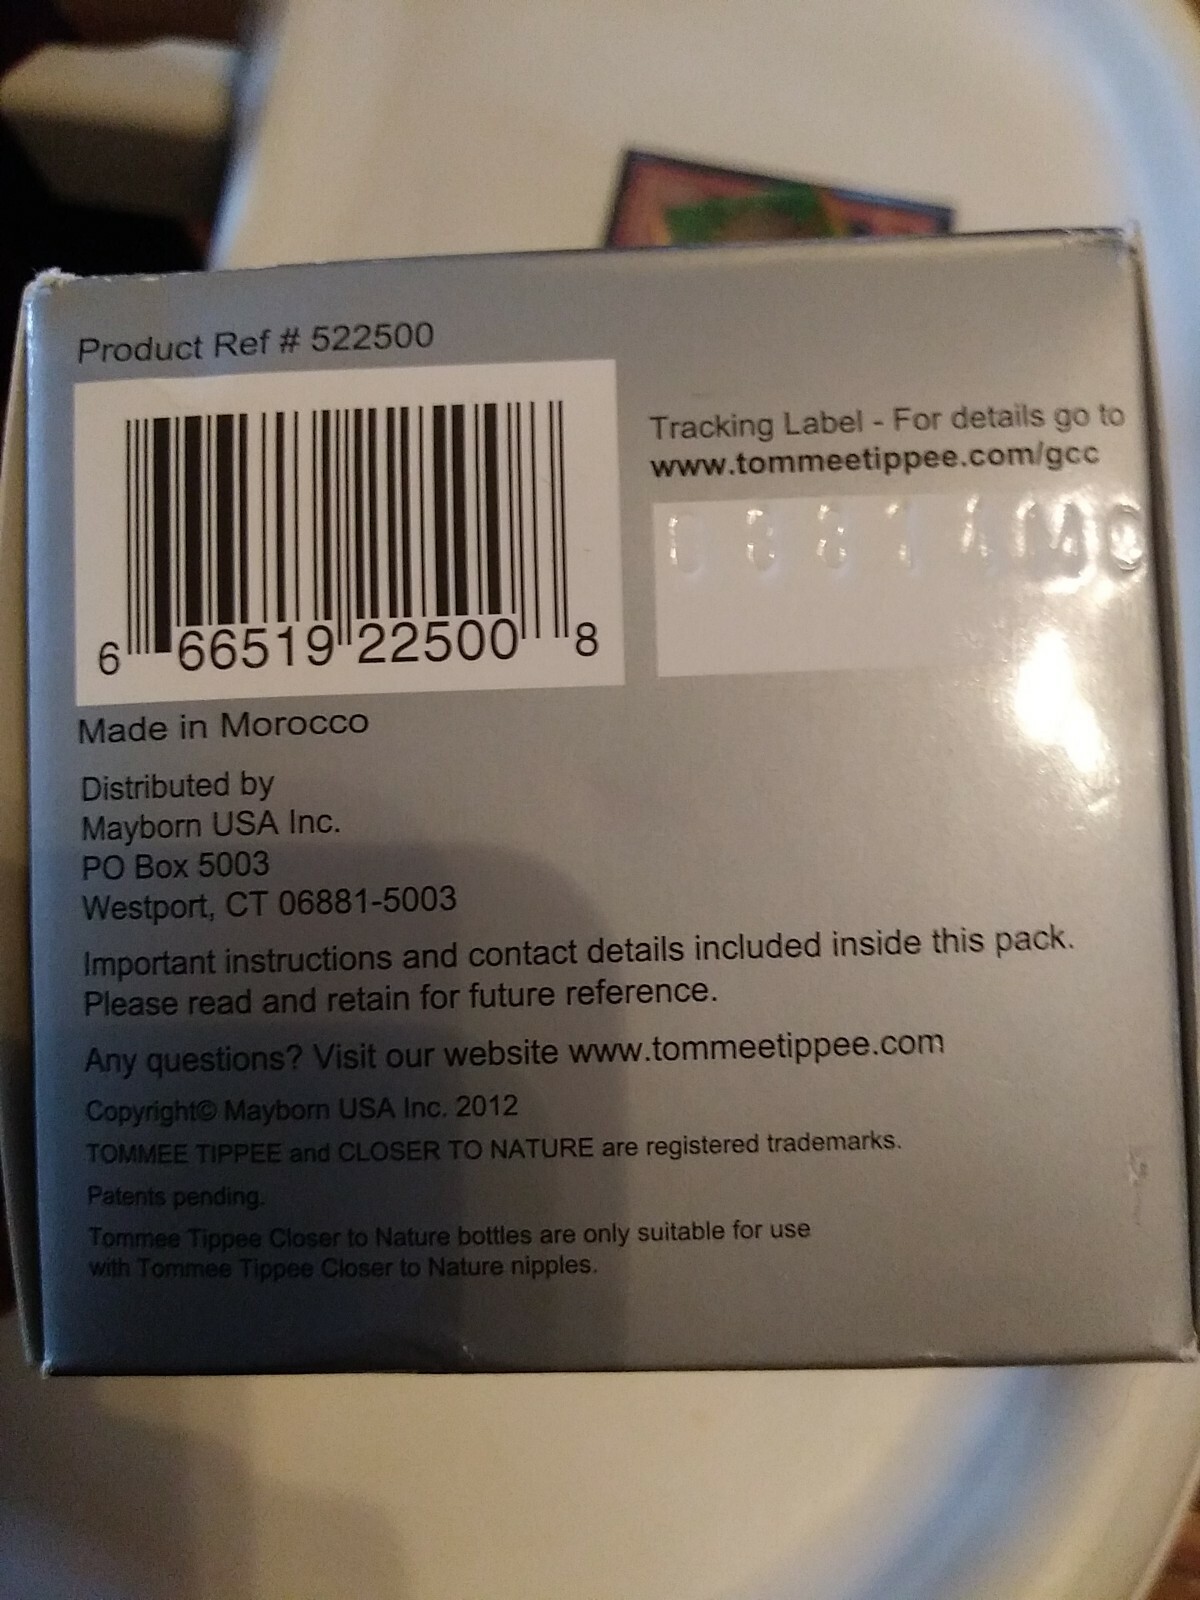 Product Ref # 522500
6 66519 22500 8
Tracking Label - For details go to
www.tommeetippee.com/gcc
Made in Morocco
Distributed by
Mayborn USA Inc.
PO Box 5003
Westport, CT 06881-5003
Important instructions and contact details included inside this pack.
Please read and retain for future reference.
Any questions? Visit our website www.tommeetippee.com
Copyright© Mayborn USA Inc. 2012
TOMMEE TIPPEE and CLOSER TO NATURE are registered trademarks.
Patents pending.
Tommee Tippee Closer to Nature bottles are only suitable for use
with Tommee Tippee Closer to Nature nipples.